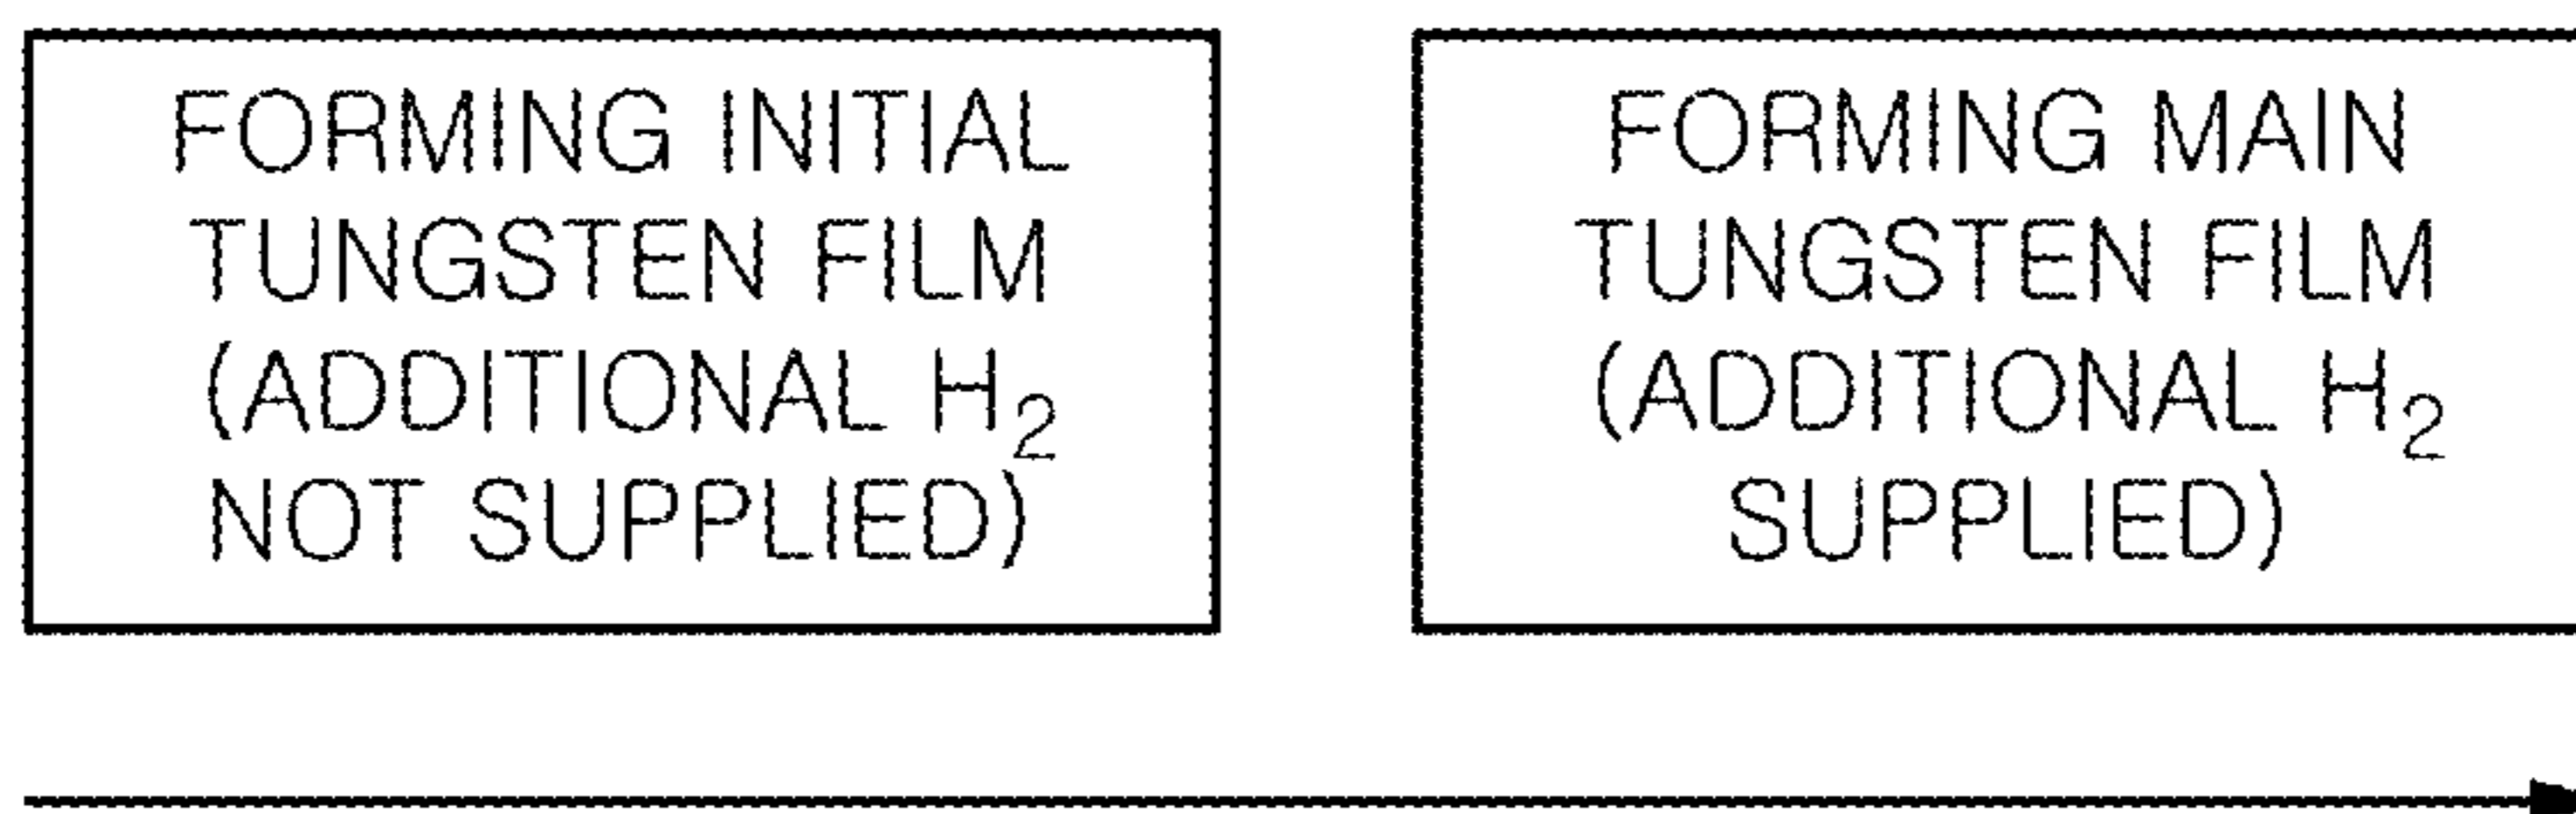 FORMING INITIAL
TUNGSTEN FILM
(ADDITIONAL H₂
NOT SUPPLIED)
FORMING MAIN
TUNGSTEN FILM
(ADDITIONAL H₂
SUPPLIED)